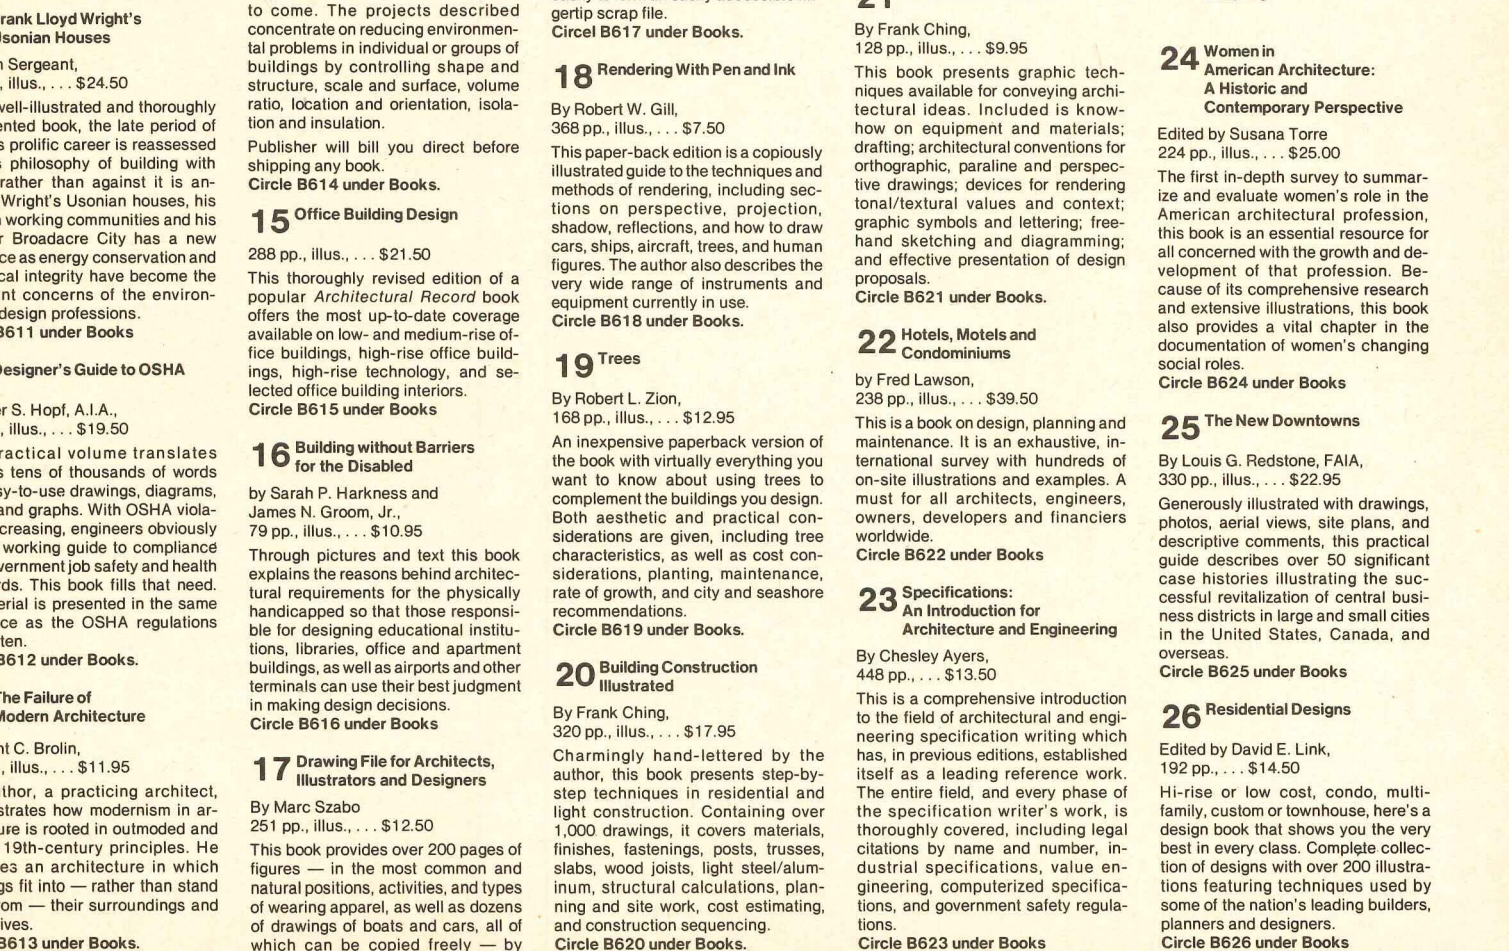 rank Lloyd Wright's
Usonian Houses
n Sergeant,
, illus., . . . $24.50
well-illustrated and thoroughly
ented book, the late period of
s prolific career is reassessed
s philosophy of building with
rather than against it is an-
Wright's Usonian houses, his
n working communities and his
r Broadacre City has a new
ce as energy conservation and
cal integrity have become the
nt concerns of the environ-
design professions.
B611 under Books
Designer's Guide to OSHA
er S. Hopf, A.I.A.,
, illus., . . . $19.50
ractical volume translates
s tens of thousands of words
sy-to-use drawings, diagrams,
and graphs. With OSHA viola-
creasing, engineers obviously
working guide to compliance
vernment job safety and health
rds. This book fills that need.
erial is presented in the same
ce as the OSHA regulations
ten.
B612 under Books.
The Failure of
Modern Architecture
nt C. Brolin,
, illus., . . . $11.95
thor, a practicing architect,
strates how modernism in ar-
ure is rooted in outmoded and
19th-century principles. He
es an architecture in which
gs fit into — rather than stand
om — their surroundings and
ives.
B613 under Books.
to come. The projects described
concentrate on reducing environmen-
tal problems in individual or groups of
buildings by controlling shape and
structure, scale and surface, volume
ratio, location and orientation, isola-
tion and insulation.
Publisher will bill you direct before
shipping any book.
Circle B614 under Books.
15 Office Building Design
288 pp., illus., . . . $21.50
This thoroughly revised edition of a
popular Architectural Record book
offers the most up-to-date coverage
available on low- and medium-rise of-
fice buildings, high-rise office build-
ings, high-rise technology, and se-
lected office building interiors.
Circle B615 under Books
16 Building without Barriers
for the Disabled
by Sarah P. Harkness and
James N. Groom, Jr.,
79 pp., illus., . . . $10.95
Through pictures and text this book
explains the reasons behind architec-
tural requirements for the physically
handicapped so that those responsi-
ble for designing educational institu-
tions, libraries, office and apartment
buildings, as well as airports and other
terminals can use their best judgment
in making design decisions.
Circle B616 under Books
17 Drawing File for Architects,
Illustrators and Designers
By Marc Szabo
251 pp., illus., . . . $12.50
This book provides over 200 pages of
figures — in the most common and
natural positions, activities, and types
of wearing apparel, as well as dozens
of drawings of boats and cars, all of
which can be copied freely — by
gertip scrap file.
Circel B617 under Books.
18 Rendering With Pen and Ink
By Robert W. Gill,
368 pp., illus., . . . $7.50
This paper-back edition is a copiously
illustrated guide to the techniques and
methods of rendering, including sec-
tions on perspective, projection,
shadow, reflections, and how to draw
cars, ships, aircraft, trees, and human
figures. The author also describes the
very wide range of instruments and
equipment currently in use.
Circle B618 under Books.
19 Trees
By Robert L. Zion,
168 pp., illus., . . . $12.95
An inexpensive paperback version of
the book with virtually everything you
want to know about using trees to
complement the buildings you design.
Both aesthetic and practical con-
siderations are given, including tree
characteristics, as well as cost con-
siderations, planting, maintenance,
rate of growth, and city and seashore
recommendations.
Circle B619 under Books.
20 Building Construction
Illustrated
By Frank Ching,
320 pp., illus., . . . $17.95
Charmingly hand-lettered by the
author, this book presents step-by-
step techniques in residential and
light construction. Containing over
1,000 drawings, it covers materials,
finishes, fastenings, posts, trusses,
slabs, wood joists, light steel/alum-
inum, structural calculations, plan-
ning and site work, cost estimating,
and construction sequencing.
Circle B620 under Books.
21
By Frank Ching,
128 pp., illus., . . . $9.95
This book presents graphic tech-
niques available for conveying archi-
tectural ideas. Included is know-
how on equipment and materials;
drafting; architectural conventions for
orthographic, paraline and perspec-
tive drawings; devices for rendering
tonal/textural values and context;
graphic symbols and lettering; free-
hand sketching and diagramming;
and effective presentation of design
proposals.
Circle B621 under Books.
22 Hotels, Motels and
Condominiums
by Fred Lawson,
238 pp., illus., . . . $39.50
This is a book on design, planning and
maintenance. It is an exhaustive, in-
ternational survey with hundreds of
on-site illustrations and examples. A
must for all architects, engineers,
owners, developers and financiers
worldwide.
Circle B622 under Books
23 Specifications:
An Introduction for
Architecture and Engineering
By Chesley Ayers,
448 pp., . . . $13.50
This is a comprehensive introduction
to the field of architectural and engi-
neering specification writing which
has, in previous editions, established
itself as a leading reference work.
The entire field, and every phase of
the specification writer's work, is
thoroughly covered, including legal
citations by name and number, in-
dustrial specifications, value en-
gineering, computerized specifica-
tions, and government safety regula-
tions.
Circle B623 under Books
24 Women in
American Architecture:
A Historic and
Contemporary Perspective
Edited by Susana Torre
224 pp., illus., . . . $25.00
The first in-depth survey to summar-
ize and evaluate women's role in the
American architectural profession,
this book is an essential resource for
all concerned with the growth and de-
velopment of that profession. Be-
cause of its comprehensive research
and extensive illustrations, this book
also provides a vital chapter in the
documentation of women's changing
social roles.
Circle B624 under Books
25 The New Downtowns
By Louis G. Redstone, FAIA,
330 pp., illus., . . . $22.95
Generously illustrated with drawings,
photos, aerial views, site plans, and
descriptive comments, this practical
guide describes over 50 significant
case histories illustrating the suc-
cessful revitalization of central busi-
ness districts in large and small cities
in the United States, Canada, and
overseas.
Circle B625 under Books
26 Residential Designs
Edited by David E. Link,
192 pp., . . . $14.50
Hi-rise or low cost, condo, multi-
family, custom or townhouse, here's a
design book that shows you the very
best in every class. Complete collec-
tion of designs with over 200 illustra-
tions featuring techniques used by
some of the nation's leading builders,
planners and designers.
Circle B626 under Books